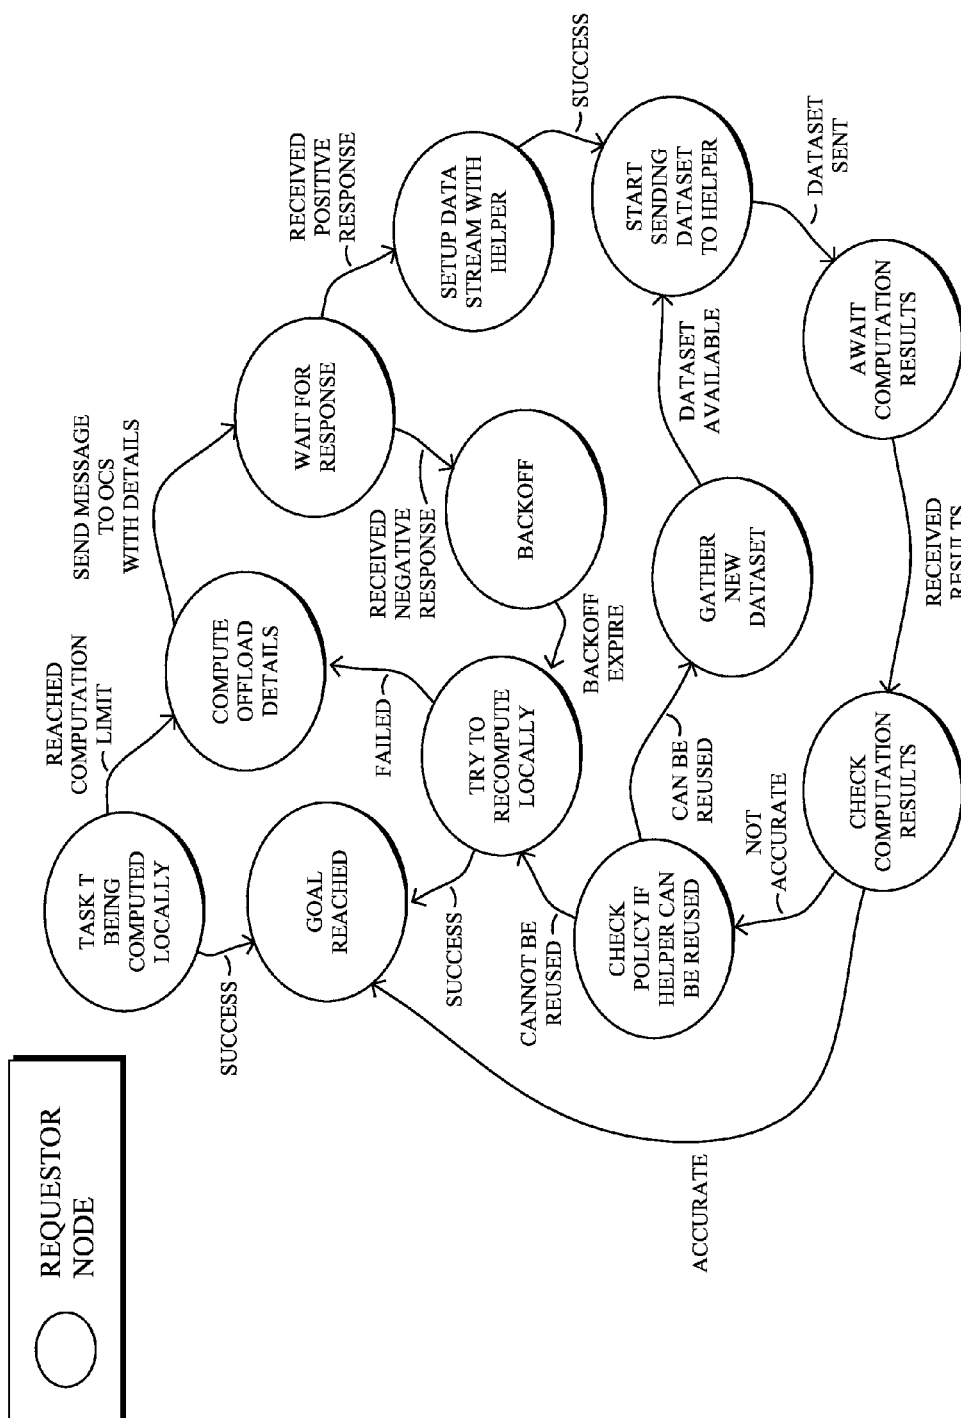 REQUESTOR
NODE
TASK T
BEING
COMPUTED
LOCALLY
REACHED
COMPUTATION
LIMIT
SUCCESS
COMPUTE
OFFLOAD
DETAILS
SEND MESSAGE
TO OCS
WITH DETAILS
GOAL
REACHED
WAIT FOR
RESPONSE
RECEIVED
POSITIVE
RESPONSE
FAILED
RECEIVED
NEGATIVE
RESPONSE
SETUP DATA
STREAM WITH
HELPER
SUCCESS
SUCCESS
TRY TO
RECOMPUTE
LOCALLY
BACKOFF
BACKOFF
EXPIRE
CANNOT BE
REUSED
CHECK
POLICY IF
HELPER CAN
BE REUSED
CAN BE
REUSED
GATHER
NEW
DATASET
DATASET
AVAILABLE
START
SENDING
DATASET
TO HELPER
DATASET
SENT
NOT
ACCURATE
ACCURATE
CHECK
COMPUTATION
RESULTS
AWAIT
COMPUTATION
RESULTS
RECEIVED
RESULTS